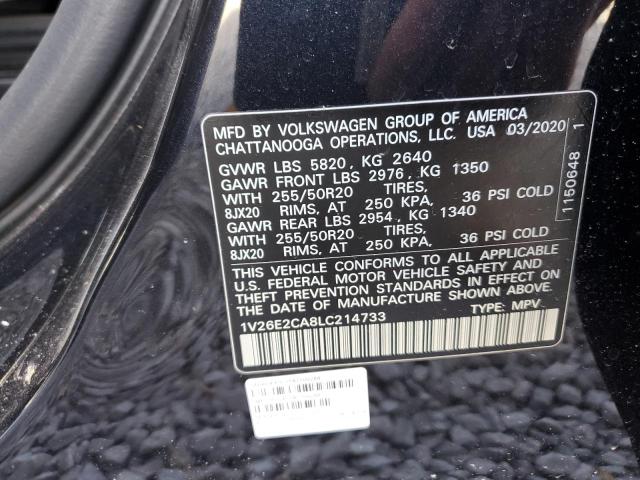 MFD BY VOLKSWAGEN GROUP OF AMERICA
CHATTANOOGA OPERATIONS, LLC. USA 03/2020
GVWR LBS 5820, KG 2640
GAWR FRONT LBS 2976, KG 1350
WITH 255/50R20 TIRES,
8JX20 RIMS, AT 250 KPA, 36 PSI COLD
GAWR REAR LBS 2954, KG 1340
WITH 255/50R20 TIRES,
8JX20 RIMS, AT 250 KPA, 36 PSI COLD
THIS VEHICLE CONFORMS TO ALL APPLICABLE
U.S. FEDERAL MOTOR VEHICLE SAFETY AND
THEFT PREVENTION STANDARDS IN EFFECT ON
THE DATE OF MANUFACTURE SHOWN ABOVE.
1V26E2CA8LC214733 TYPE: MPV
1150648 1